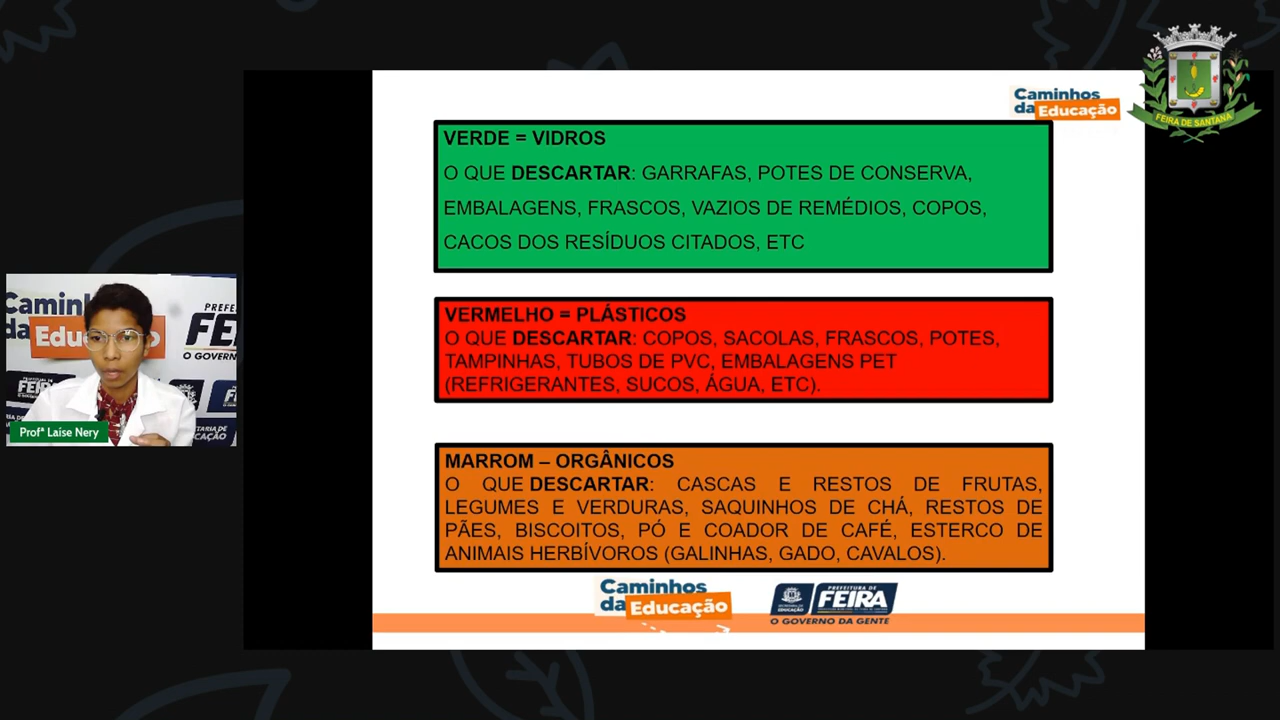 Caminhos
da Educação
FEIRA DE SANTANA
VERDE = VIDROS
O QUE DESCARTAR: GARRAFAS, POTES DE CONSERVA,
EMBALAGENS, FRASCOS, VAZIOS DE REMÉDIOS, COPOS,
CACOS DOS RESÍDUOS CITADOS, ETC
VERMELHO = PLÁSTICOS
O QUE DESCARTAR: COPOS, SACOLAS, FRASCOS, POTES,
TAMPINHAS, TUBOS DE PVC, EMBALAGENS PET
(REFRIGERANTES, SUCOS, ÁGUA, ETC).
MARROM – ORGÂNICOS
O QUE DESCARTAR: CASCAS E RESTOS DE FRUTAS,
LEGUMES E VERDURAS, SAQUINHOS DE CHÁ, RESTOS DE
PÃES, BISCOITOS, PÓ E COADOR DE CAFÉ, ESTERCO DE
ANIMAIS HERBÍVOROS (GALINHAS, GADO, CAVALOS).
Caminhos
da Educação
PREFEITURA DE
FEIRA
O GOVERNO DA GENTE
Profª Laise Nery